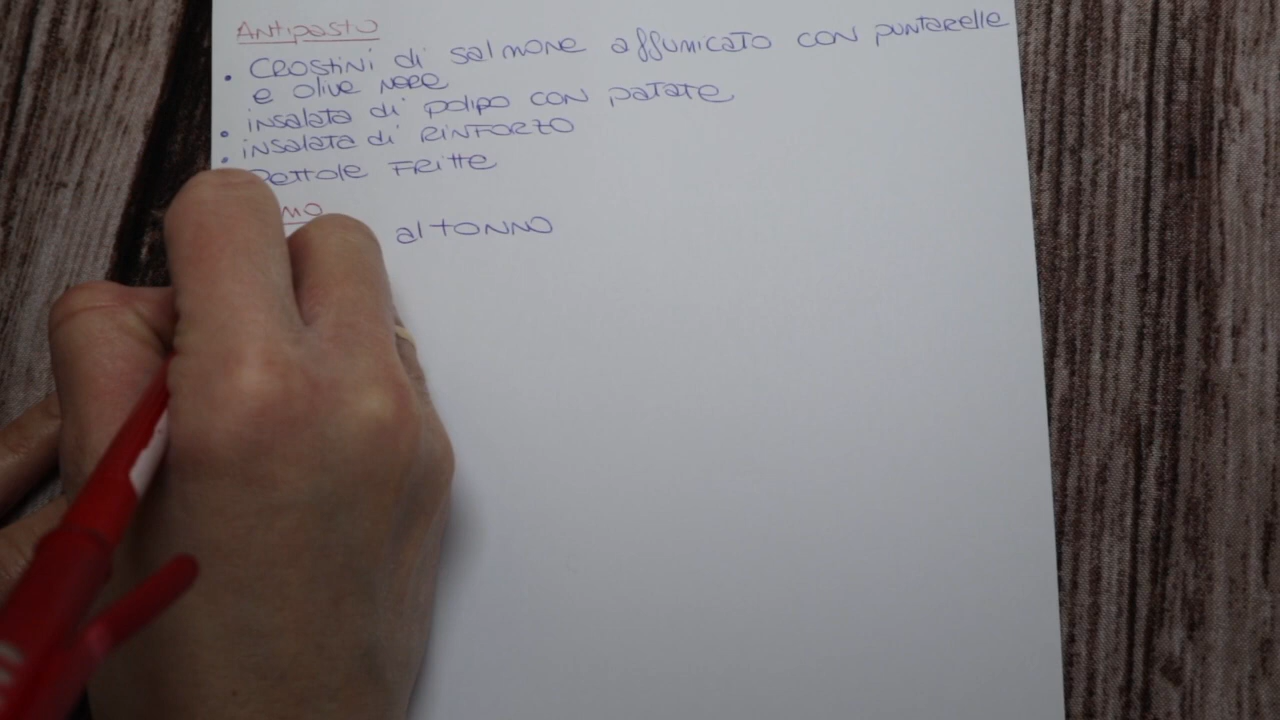 Antipasto
• CROSTINI di salmone affumicato con puntarelle
e olive nere
• insalata di polipo con patate
• insalata di RINFORZO
Pettole FRitte
mo
al tonno